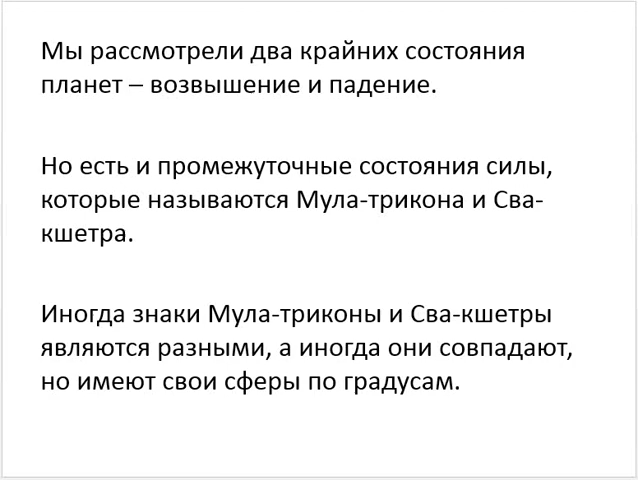 Мы рассмотрели два крайних состояния
планет – возвышение и падение.
Но есть и промежуточные состояния силы,
которые называются Мула-трикона и Сва-
кшетра.
Иногда знаки Мула-триконы и Сва-кшетры
являются разными, а иногда они совпадают,
но имеют свои сферы по градусам.